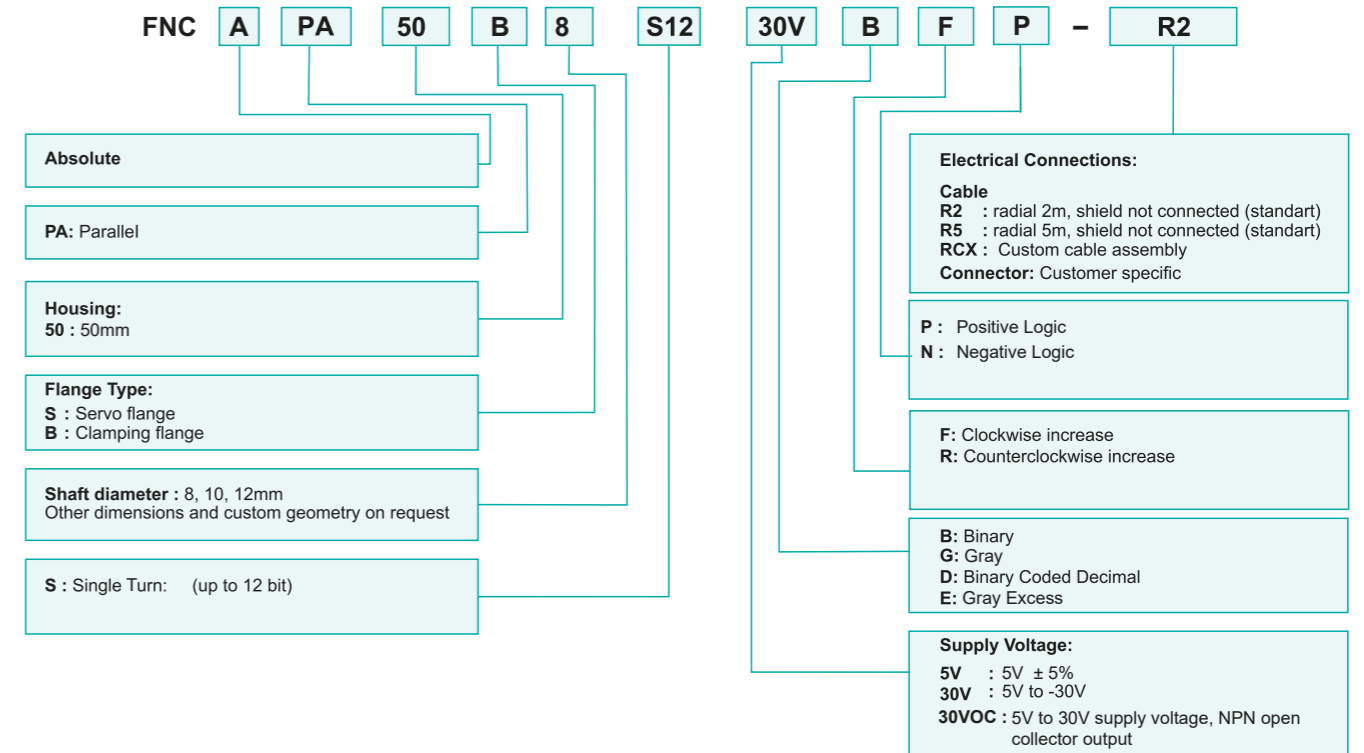 FNC A PA 50 B 8 S12 30V B F P – R2
Absolute
PA: Parallel
Housing:
50 : 50mm
Flange Type:
S : Servo flange
B : Clamping flange
Shaft diameter : 8, 10, 12mm
Other dimensions and custom geometry on request
S : Single Turn: (up to 12 bit)
Electrical Connections:
Cable
R2 : radial 2m, shield not connected (standart)
R5 : radial 5m, shield not connected (standart)
RCX : Custom cable assembly
Connector: Customer specific
P : Positive Logic
N : Negative Logic
F: Clockwise increase
R: Counterclockwise increase
B: Binary
G: Gray
D: Binary Coded Decimal
E: Gray Excess
Supply Voltage:
5V : 5V ± 5%
30V : 5V to -30V
30VOC : 5V to 30V supply voltage, NPN open
collector output